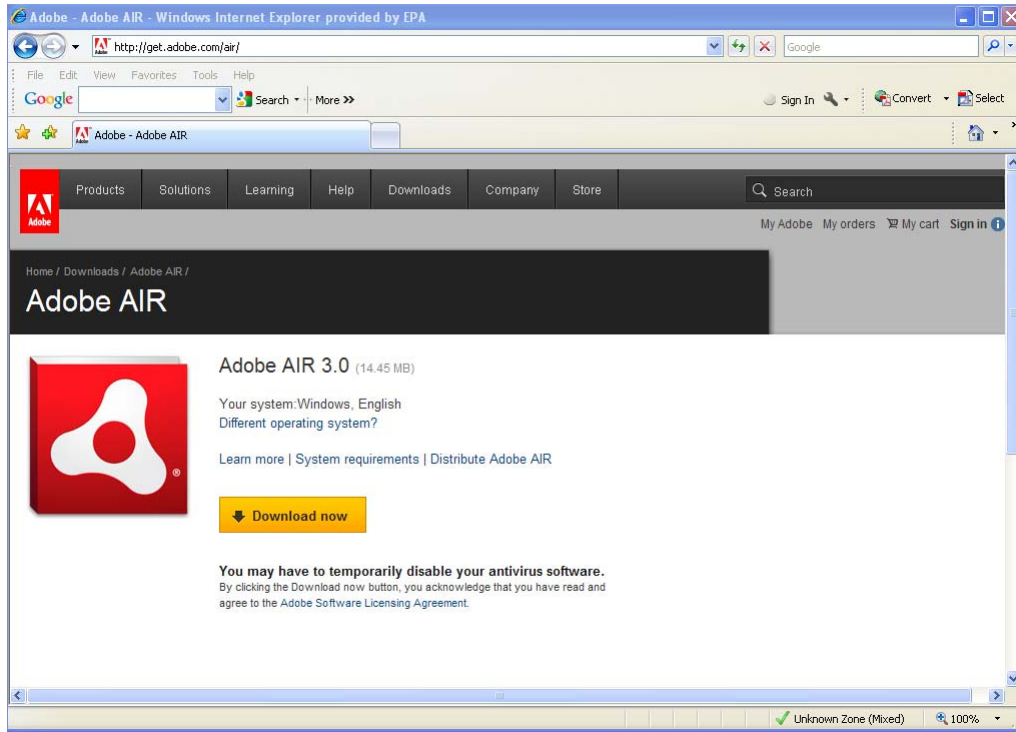 Adobe - Adobe AIR - Windows Internet Explorer provided by EPA
http://get.adobe.com/air/
Google
File Edit View Favorites Tools Help
Google Search More >> Sign In Convert Select
Adobe - Adobe AIR
Adobe
Products Solutions Learning Help Downloads Company Store Search
My Adobe My orders My cart Sign in
Home / Downloads / Adobe AIR /
Adobe AIR
Adobe AIR 3.0 (14.45 MB)
Your system:Windows, English
Different operating system?
Learn more | System requirements | Distribute Adobe AIR
Download now
You may have to temporarily disable your antivirus software.
By clicking the Download now button, you acknowledge that you have read and
agree to the Adobe Software Licensing Agreement.
Unknown Zone (Mixed) 100%